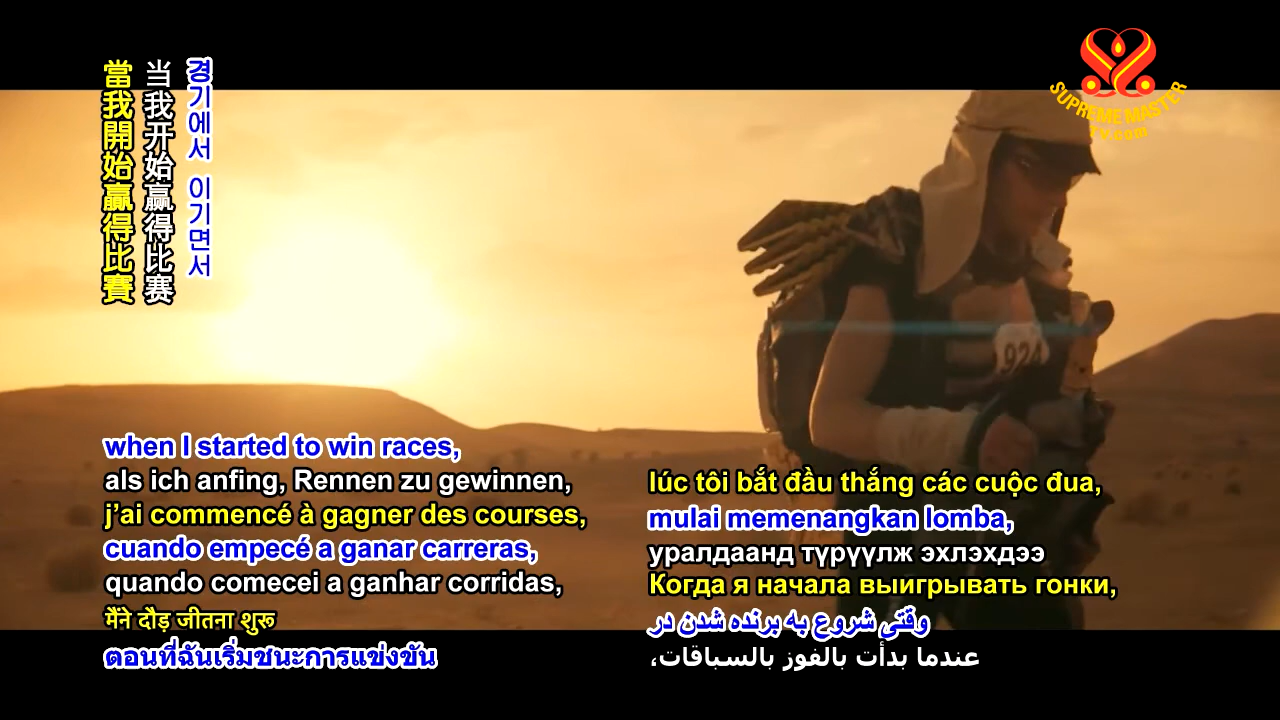 當我開始贏得比賽
当我开始赢得比赛
경기에서 이기면서
SUPREME MASTER
TV.com
924
when I started to win races,
als ich anfing, Rennen zu gewinnen,
j’ai commencé à gagner des courses,
cuando empecé a ganar carreras,
quando comecei a ganhar corridas,
मैंने दौड़ जीतना शुरू
ตอนที่ฉันเริ่มชนะการแข่งขัน
lúc tôi bắt đầu thắng các cuộc đua,
mulai memenangkan lomba,
уралдаанд түрүүлж эхлэхдээ
Когда я начала выигрывать гонки,
وقتی شروع به برنده شدن در
عندما بدأت بالفوز بالسباقات،